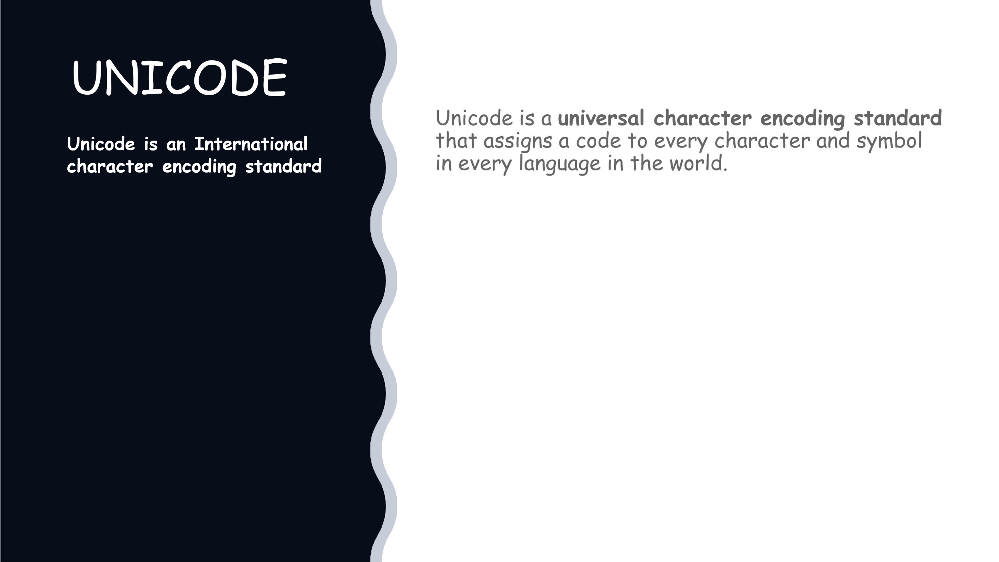 UNICODE
Unicode is an International
character encoding standard
Unicode is a universal character encoding standard
that assigns a code to every character and symbol
in every language in the world.